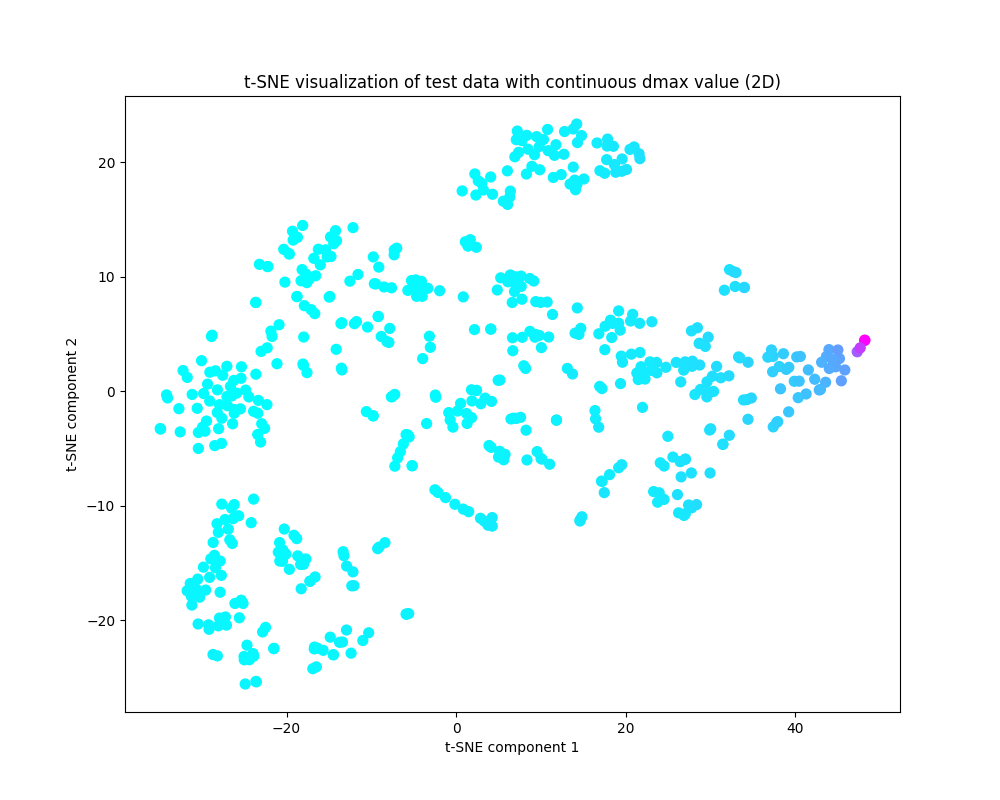 t-SNE visualization of test data with continuous dmax value (2D)
20
10
0
−10
−20
t-SNE component 2
−20 0 20 40
t-SNE component 1